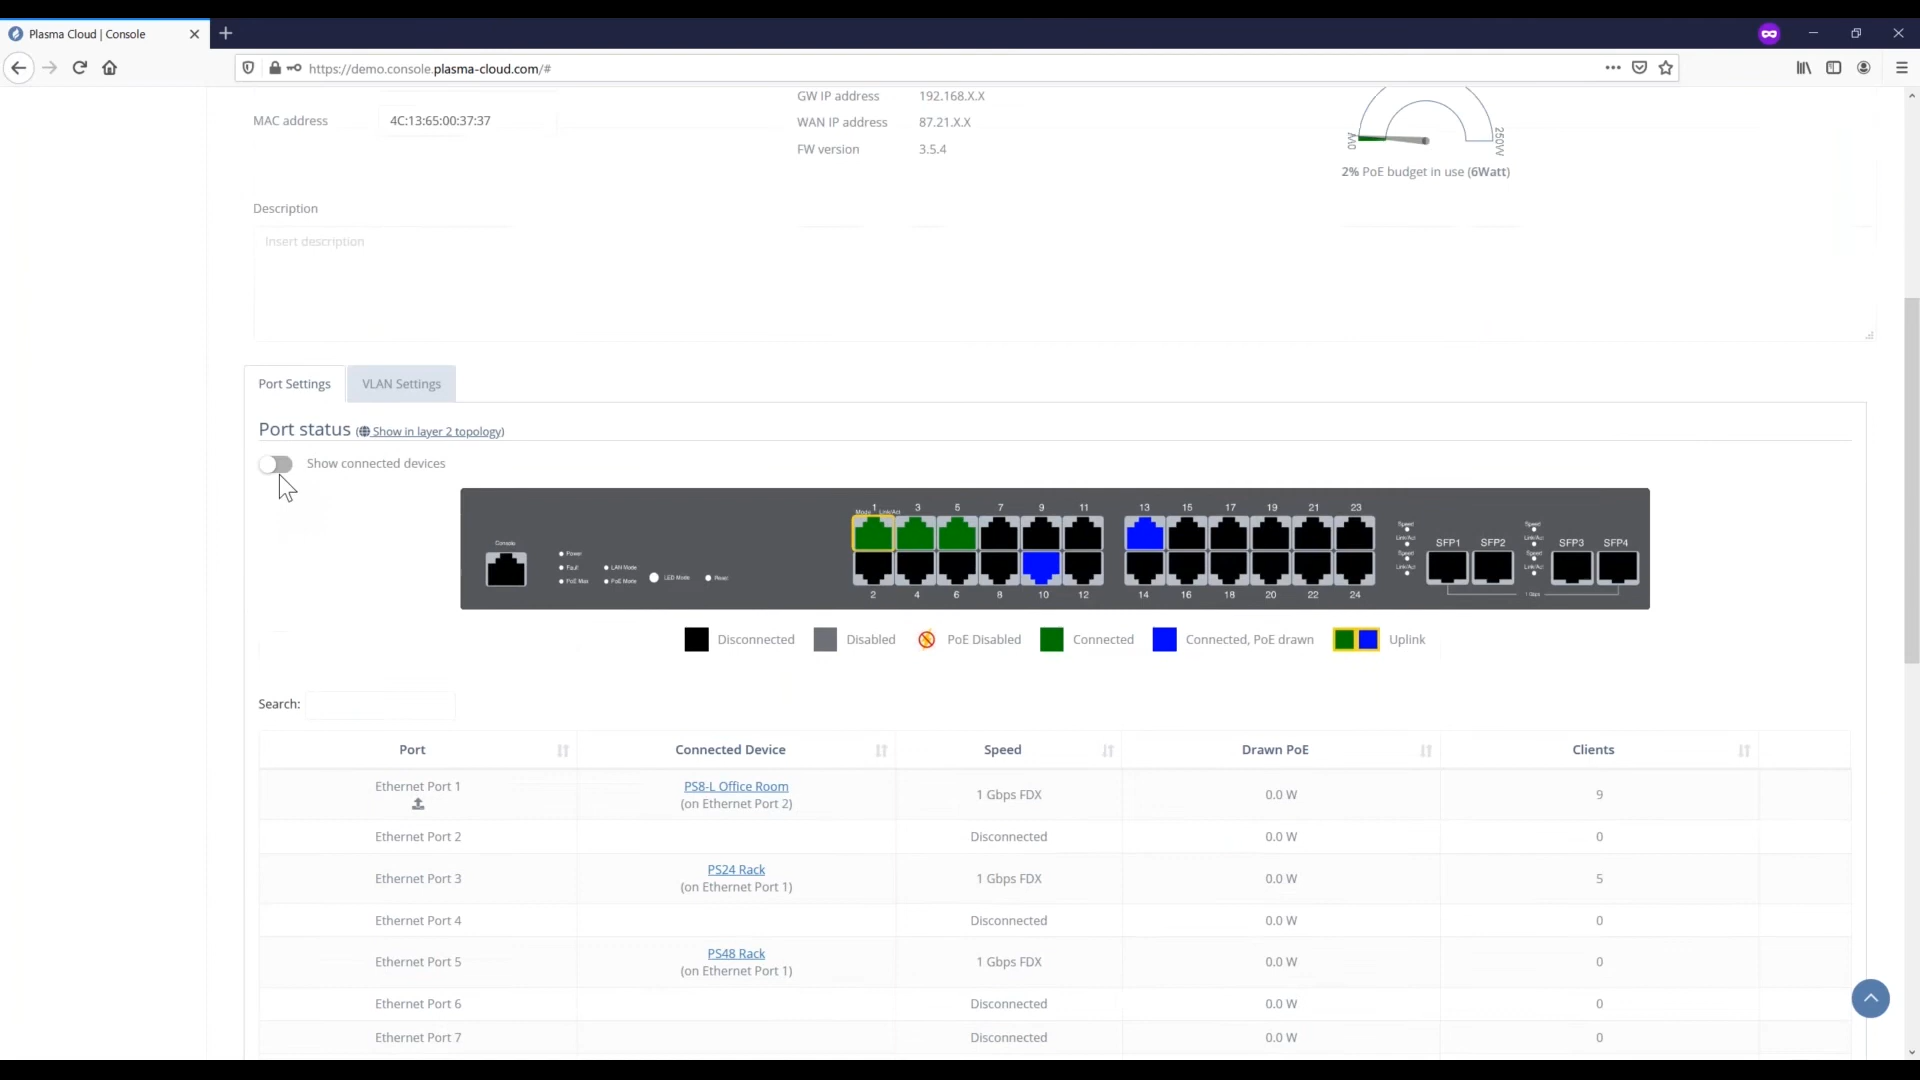 Plasma Cloud | Console
https://demo.console.plasma-cloud.com/#
GW IP address 192.168.X.X
MAC address 4C:13:65:00:37:37
WAN IP address 87.21.X.X
FW version 3.5.4
0W 250W
2% PoE budget in use (6Watt)
Description
Insert description
Port Settings VLAN Settings
Port status (Show in layer 2 topology)
Show connected devices
1 3 5 7 9 11 13 15 17 19 21 23
Mode Link/Act
Console
Power
Fault LAN Mode
PoE Max PoE Mode LED Mode Reset
Speed Speed
Link/Act SFP1 SFP2 Link/Act SFP3 SFP4
Speed Speed
Link/Act Link/Act
2 4 6 8 10 12 14 16 18 20 22 24
1 Gbps
Disconnected Disabled PoE Disabled Connected Connected, PoE drawn Uplink
Search:
Port Connected Device Speed Drawn PoE Clients
Ethernet Port 1 PS8-L Office Room (on Ethernet Port 2) 1 Gbps FDX 0.0 W 9
Ethernet Port 2 Disconnected 0.0 W 0
Ethernet Port 3 PS24 Rack (on Ethernet Port 1) 1 Gbps FDX 0.0 W 5
Ethernet Port 4 Disconnected 0.0 W 0
Ethernet Port 5 PS48 Rack (on Ethernet Port 1) 1 Gbps FDX 0.0 W 0
Ethernet Port 6 Disconnected 0.0 W 0
Ethernet Port 7 Disconnected 0.0 W 0